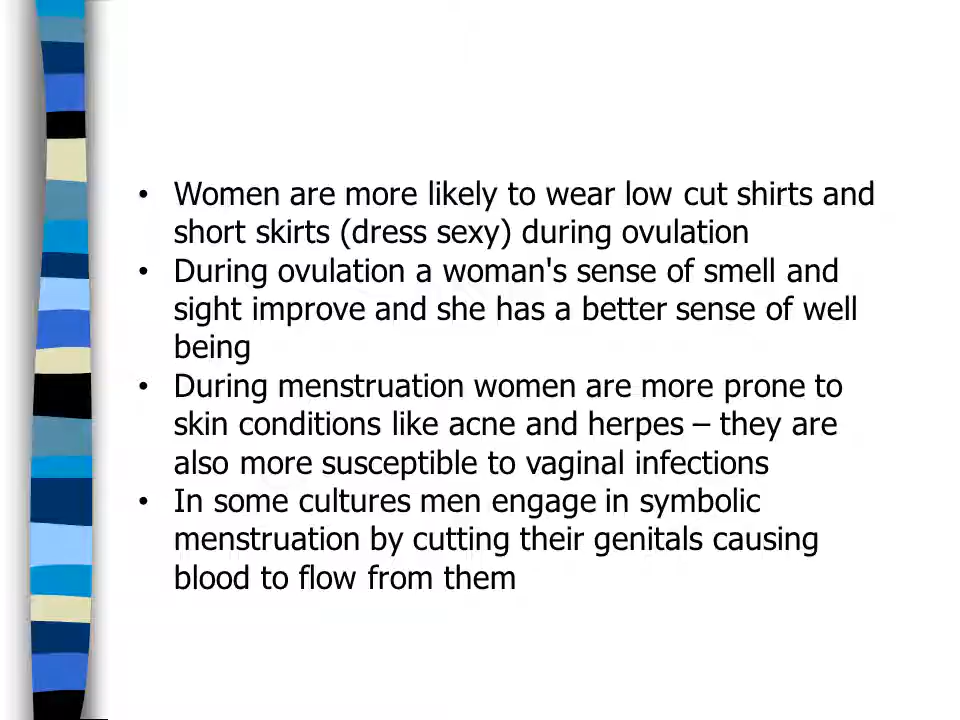 • Women are more likely to wear low cut shirts and
short skirts (dress sexy) during ovulation
• During ovulation a woman's sense of smell and
sight improve and she has a better sense of well
being
• During menstruation women are more prone to
skin conditions like acne and herpes – they are
also more susceptible to vaginal infections
• In some cultures men engage in symbolic
menstruation by cutting their genitals causing
blood to flow from them